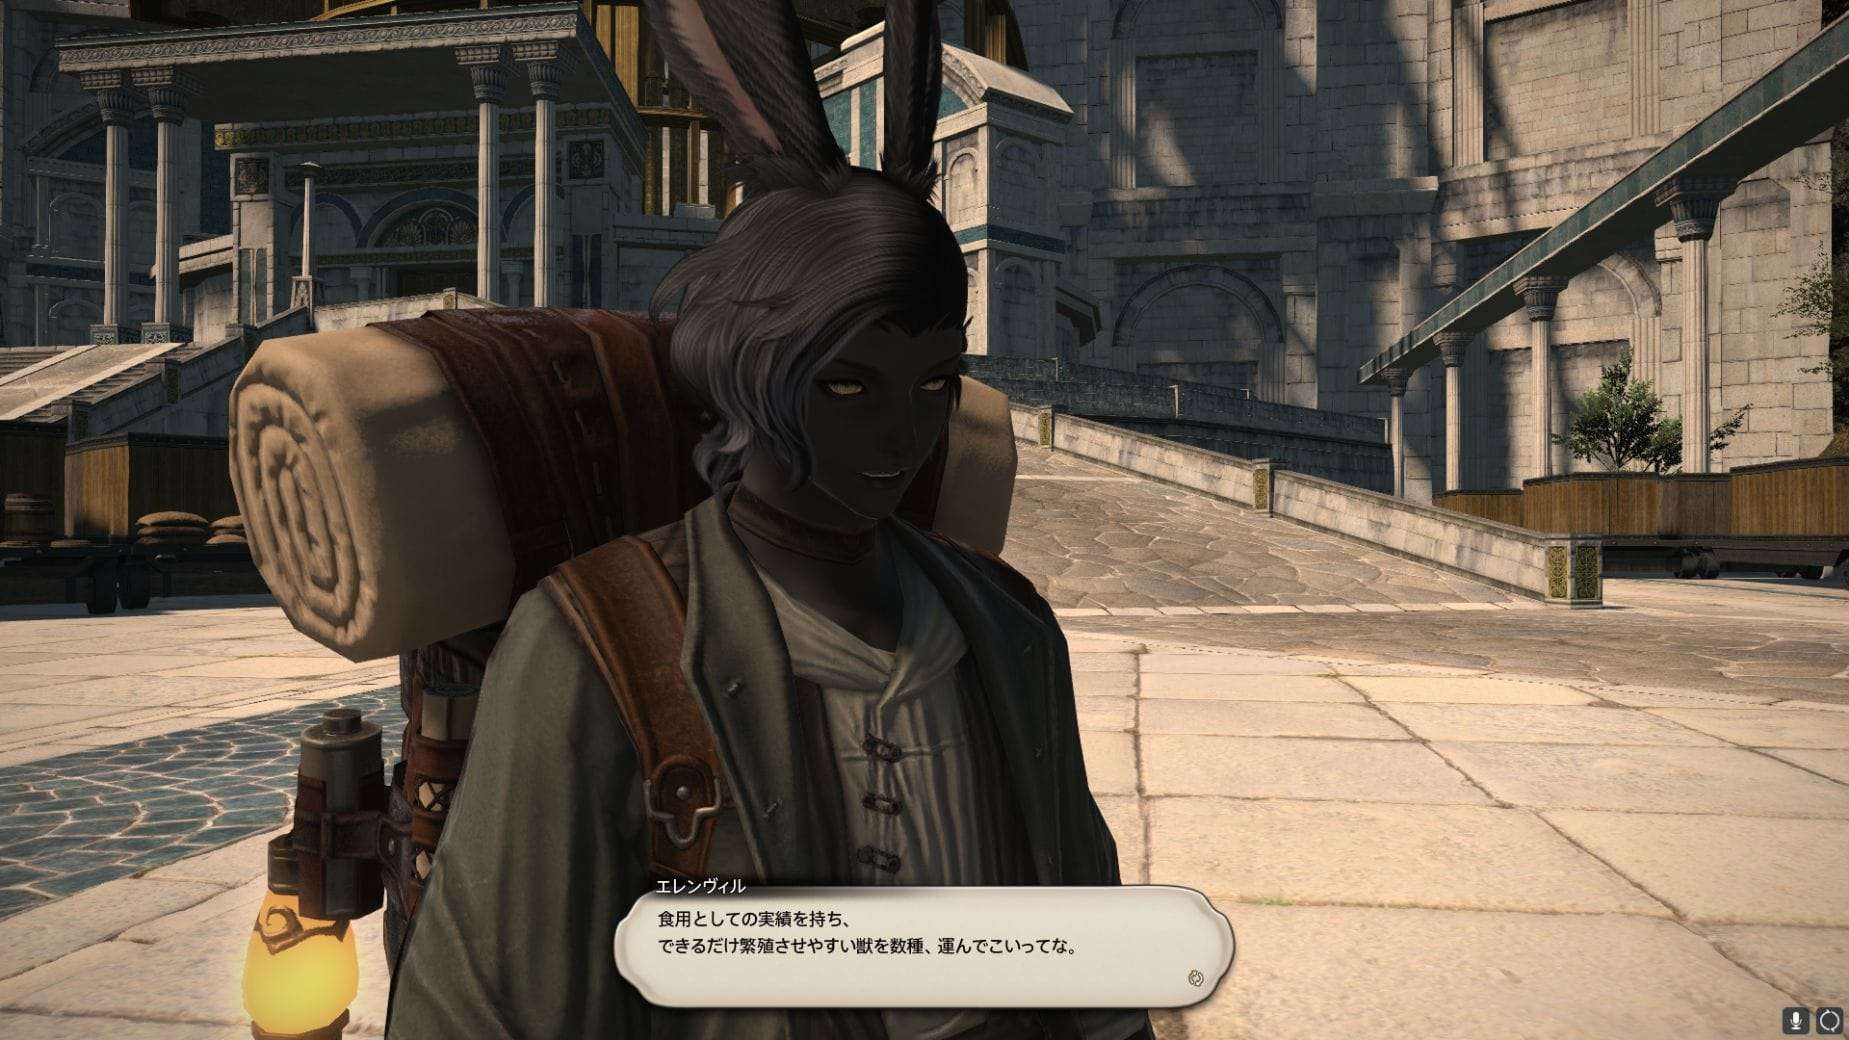 エレンヴィル
食用としての実績を持ち、
できるだけ繁殖させやすい獣を数種、運んでこいってな。